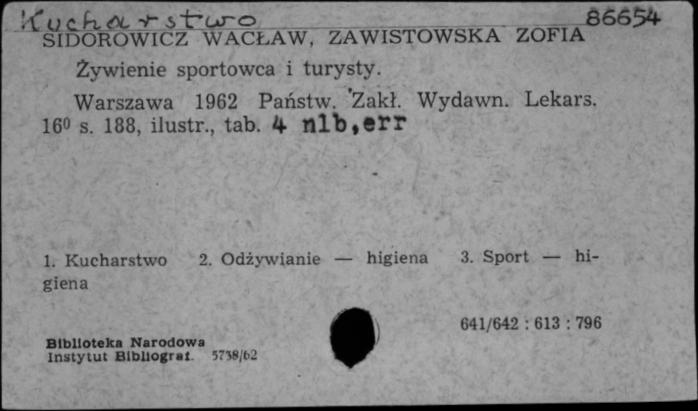 Kucharstwo 86654
SIDOROWICZ WACŁAW, ZAWISTOWSKA ZOFIA
Żywienie sportowca i turysty.
Warszawa 1962 Państw. Zakł. Wydawn. Lekars.
16⁰ s. 188, ilustr., tab. 4 nlb,err
1. Kucharstwo 2. Odżywianie — higiena 3. Sport — hi-
giena
641/642 : 613 : 796
Biblioteka Narodowa
Instytut Bibliograf. 5738/62